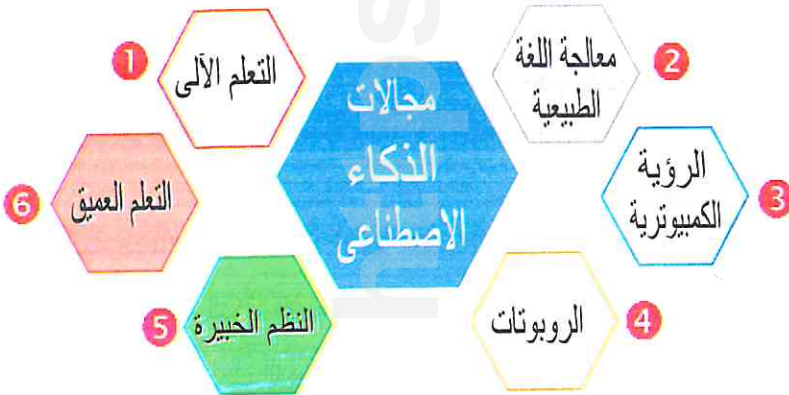 مجالات
الذكاء
الاصطناعى
1
التعلم الآلى
2
معالجة اللغة
الطبيعية
3
الرؤية
الكمبيوترية
4
الروبوتات
5
النظم الخبيرة
6
التعلم العميق